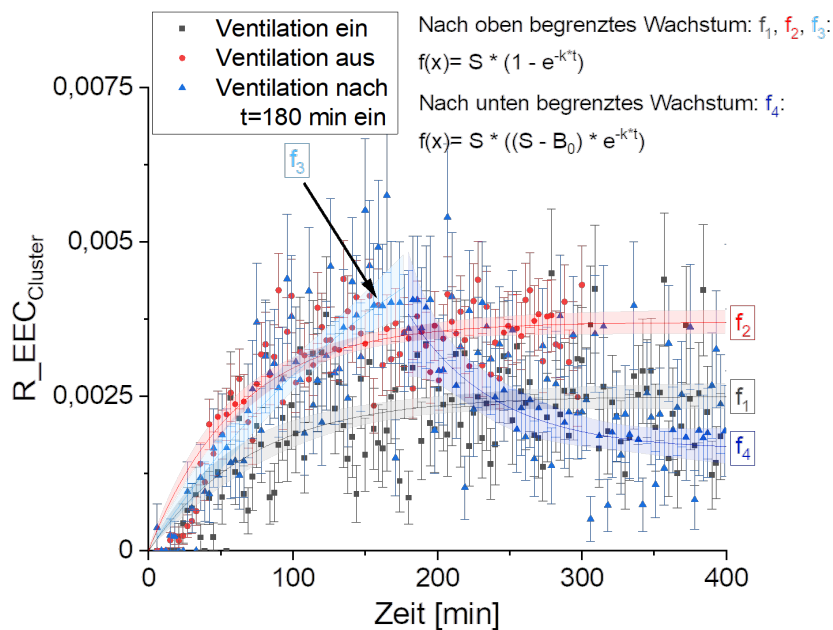 Ventilation ein
Ventilation aus
Ventilation nach
t=180 min ein
Nach oben begrenztes Wachstum: f₁, f₂, f₃:
f(x)= S * (1 - e^-k*t)
Nach unten begrenztes Wachstum: f₄:
f(x)= S * ((S - B₀) * e^-k*t)
f₃
0,0075
0,005
0,0025
0
R_EEC_Cluster
f₂
f₁
f₄
0
100
200
300
400
Zeit [min]